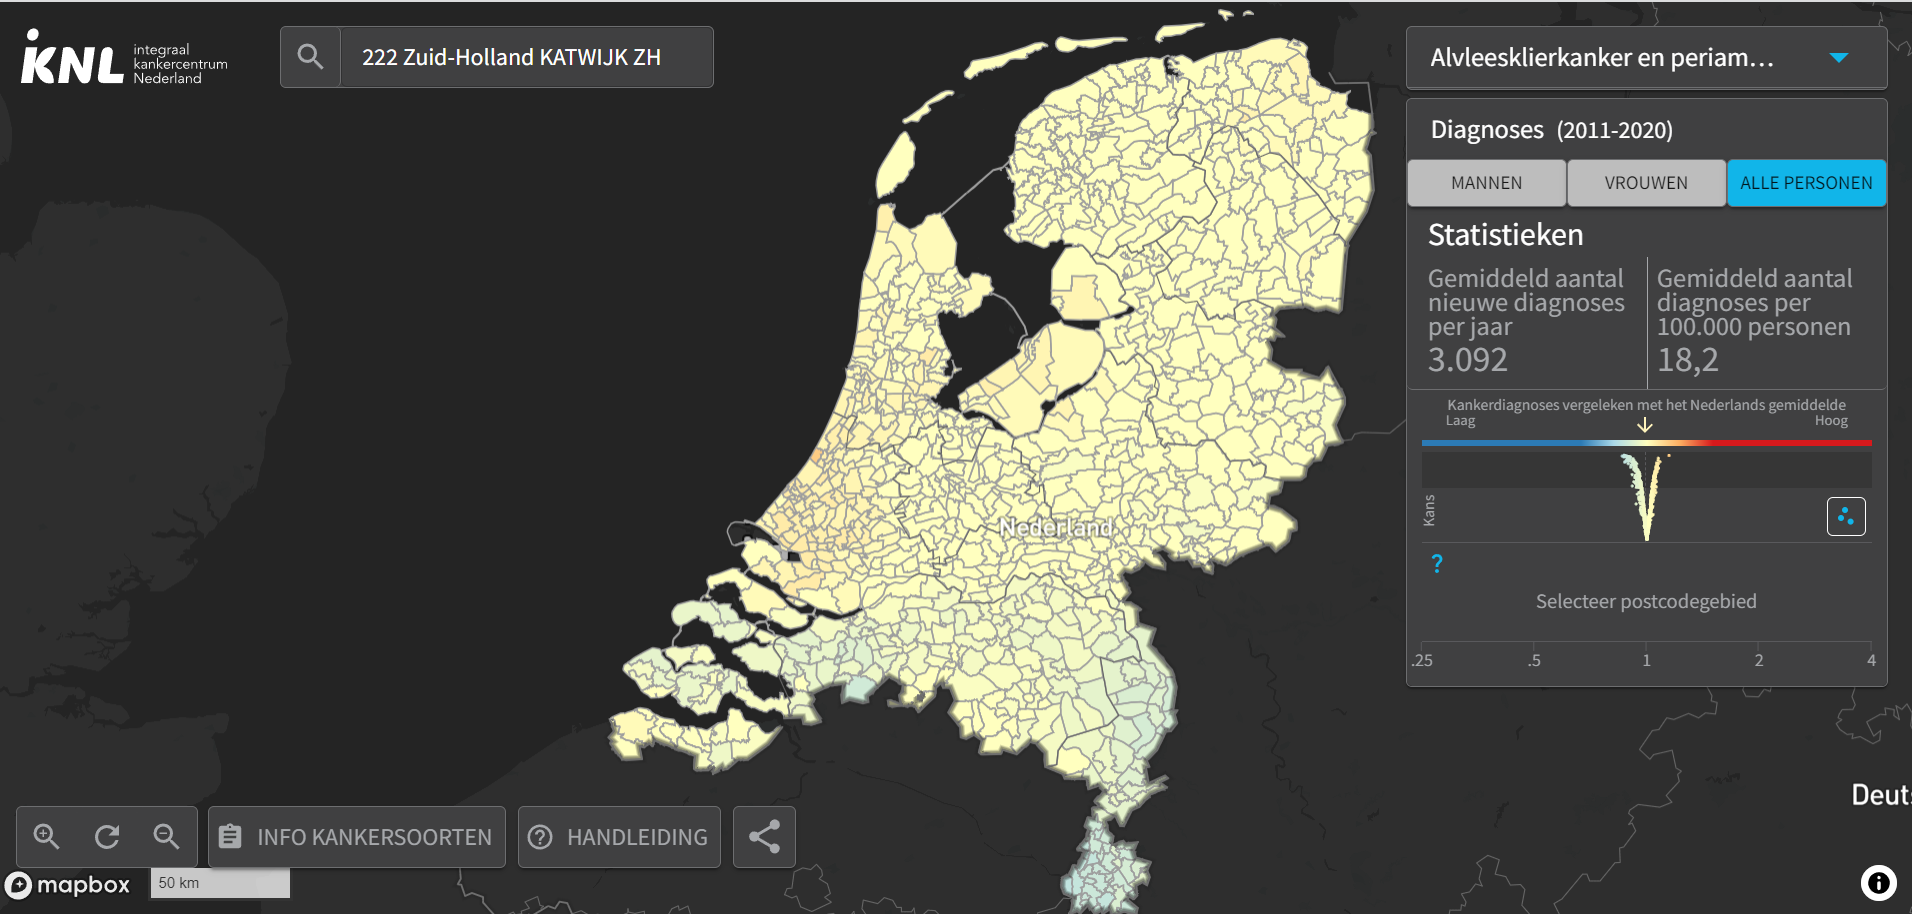 iKNL integraal
kankercentrum
Nederland
222 Zuid-Holland KATWIJK ZH
Alvleesklierkanker en periam...
Diagnoses (2011-2020)
MANNEN VROUWEN ALLE PERSONEN
Statistieken
Gemiddeld aantal
nieuwe diagnoses
per jaar
3.092
Gemiddeld aantal
diagnoses per
100.000 personen
18,2
Kankerdiagnoses vergeleken met het Nederlands gemiddelde
Laag Hoog
Kans
?
Selecteer postcodegebied
.25 .5 1 2 4
Nederland
Deuts
INFO KANKERSOORTEN HANDLEIDING
mapbox 50 km